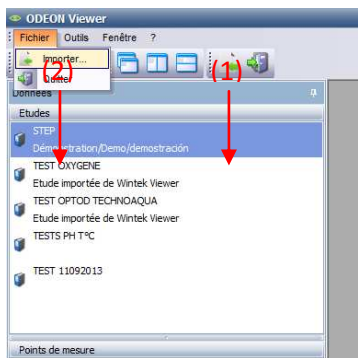 ODEON Viewer
Fichier Outils Fenêtre ?
Importer...
Quitter
(2)
(1)
Données
Etudes
STEP
Démonstration/Demo/demostración
TEST OXYGENE
Etude importée de Wintek Viewer
TEST OPTOD TECHNOAQUA
Etude importée de Wintek Viewer
TESTS PH T°C
TEST 11092013
Points de mesure